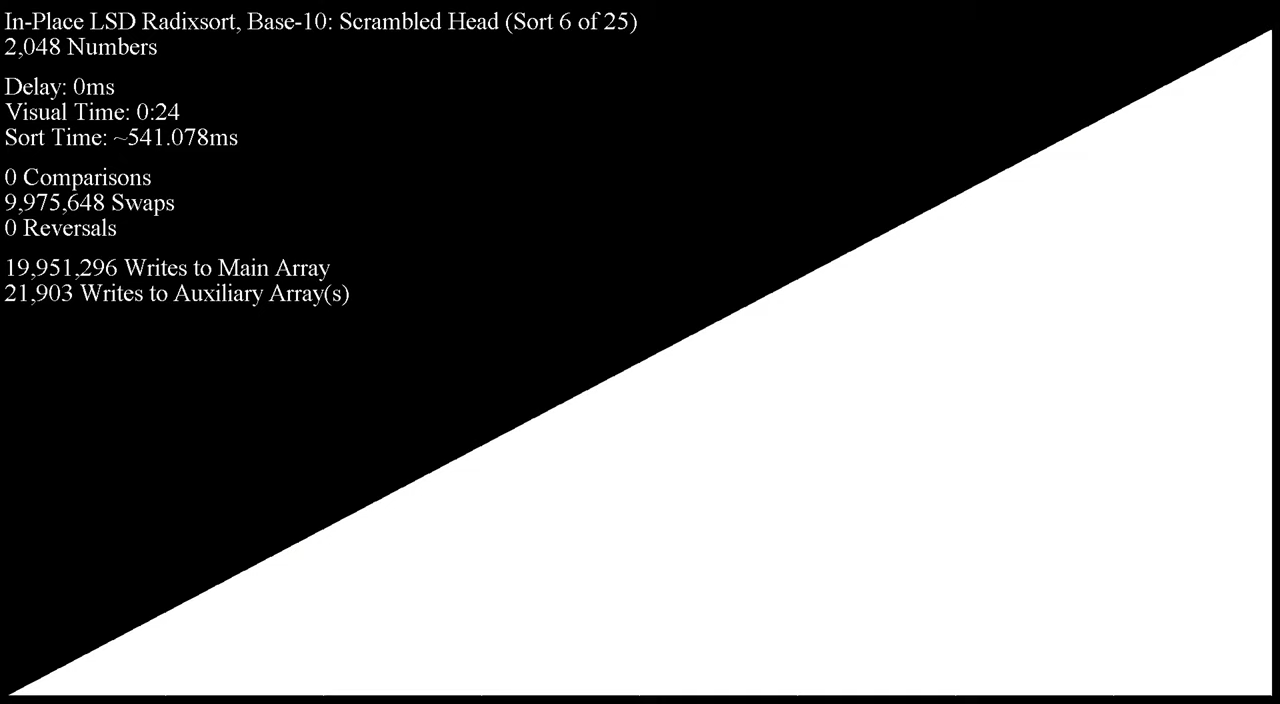 In-Place LSD Radixsort, Base-10: Scrambled Head (Sort 6 of 25)
2,048 Numbers
Delay: 0ms
Visual Time: 0:24
Sort Time: ~541.078ms
0 Comparisons
9,975,648 Swaps
0 Reversals
19,951,296 Writes to Main Array
21,903 Writes to Auxiliary Array(s)